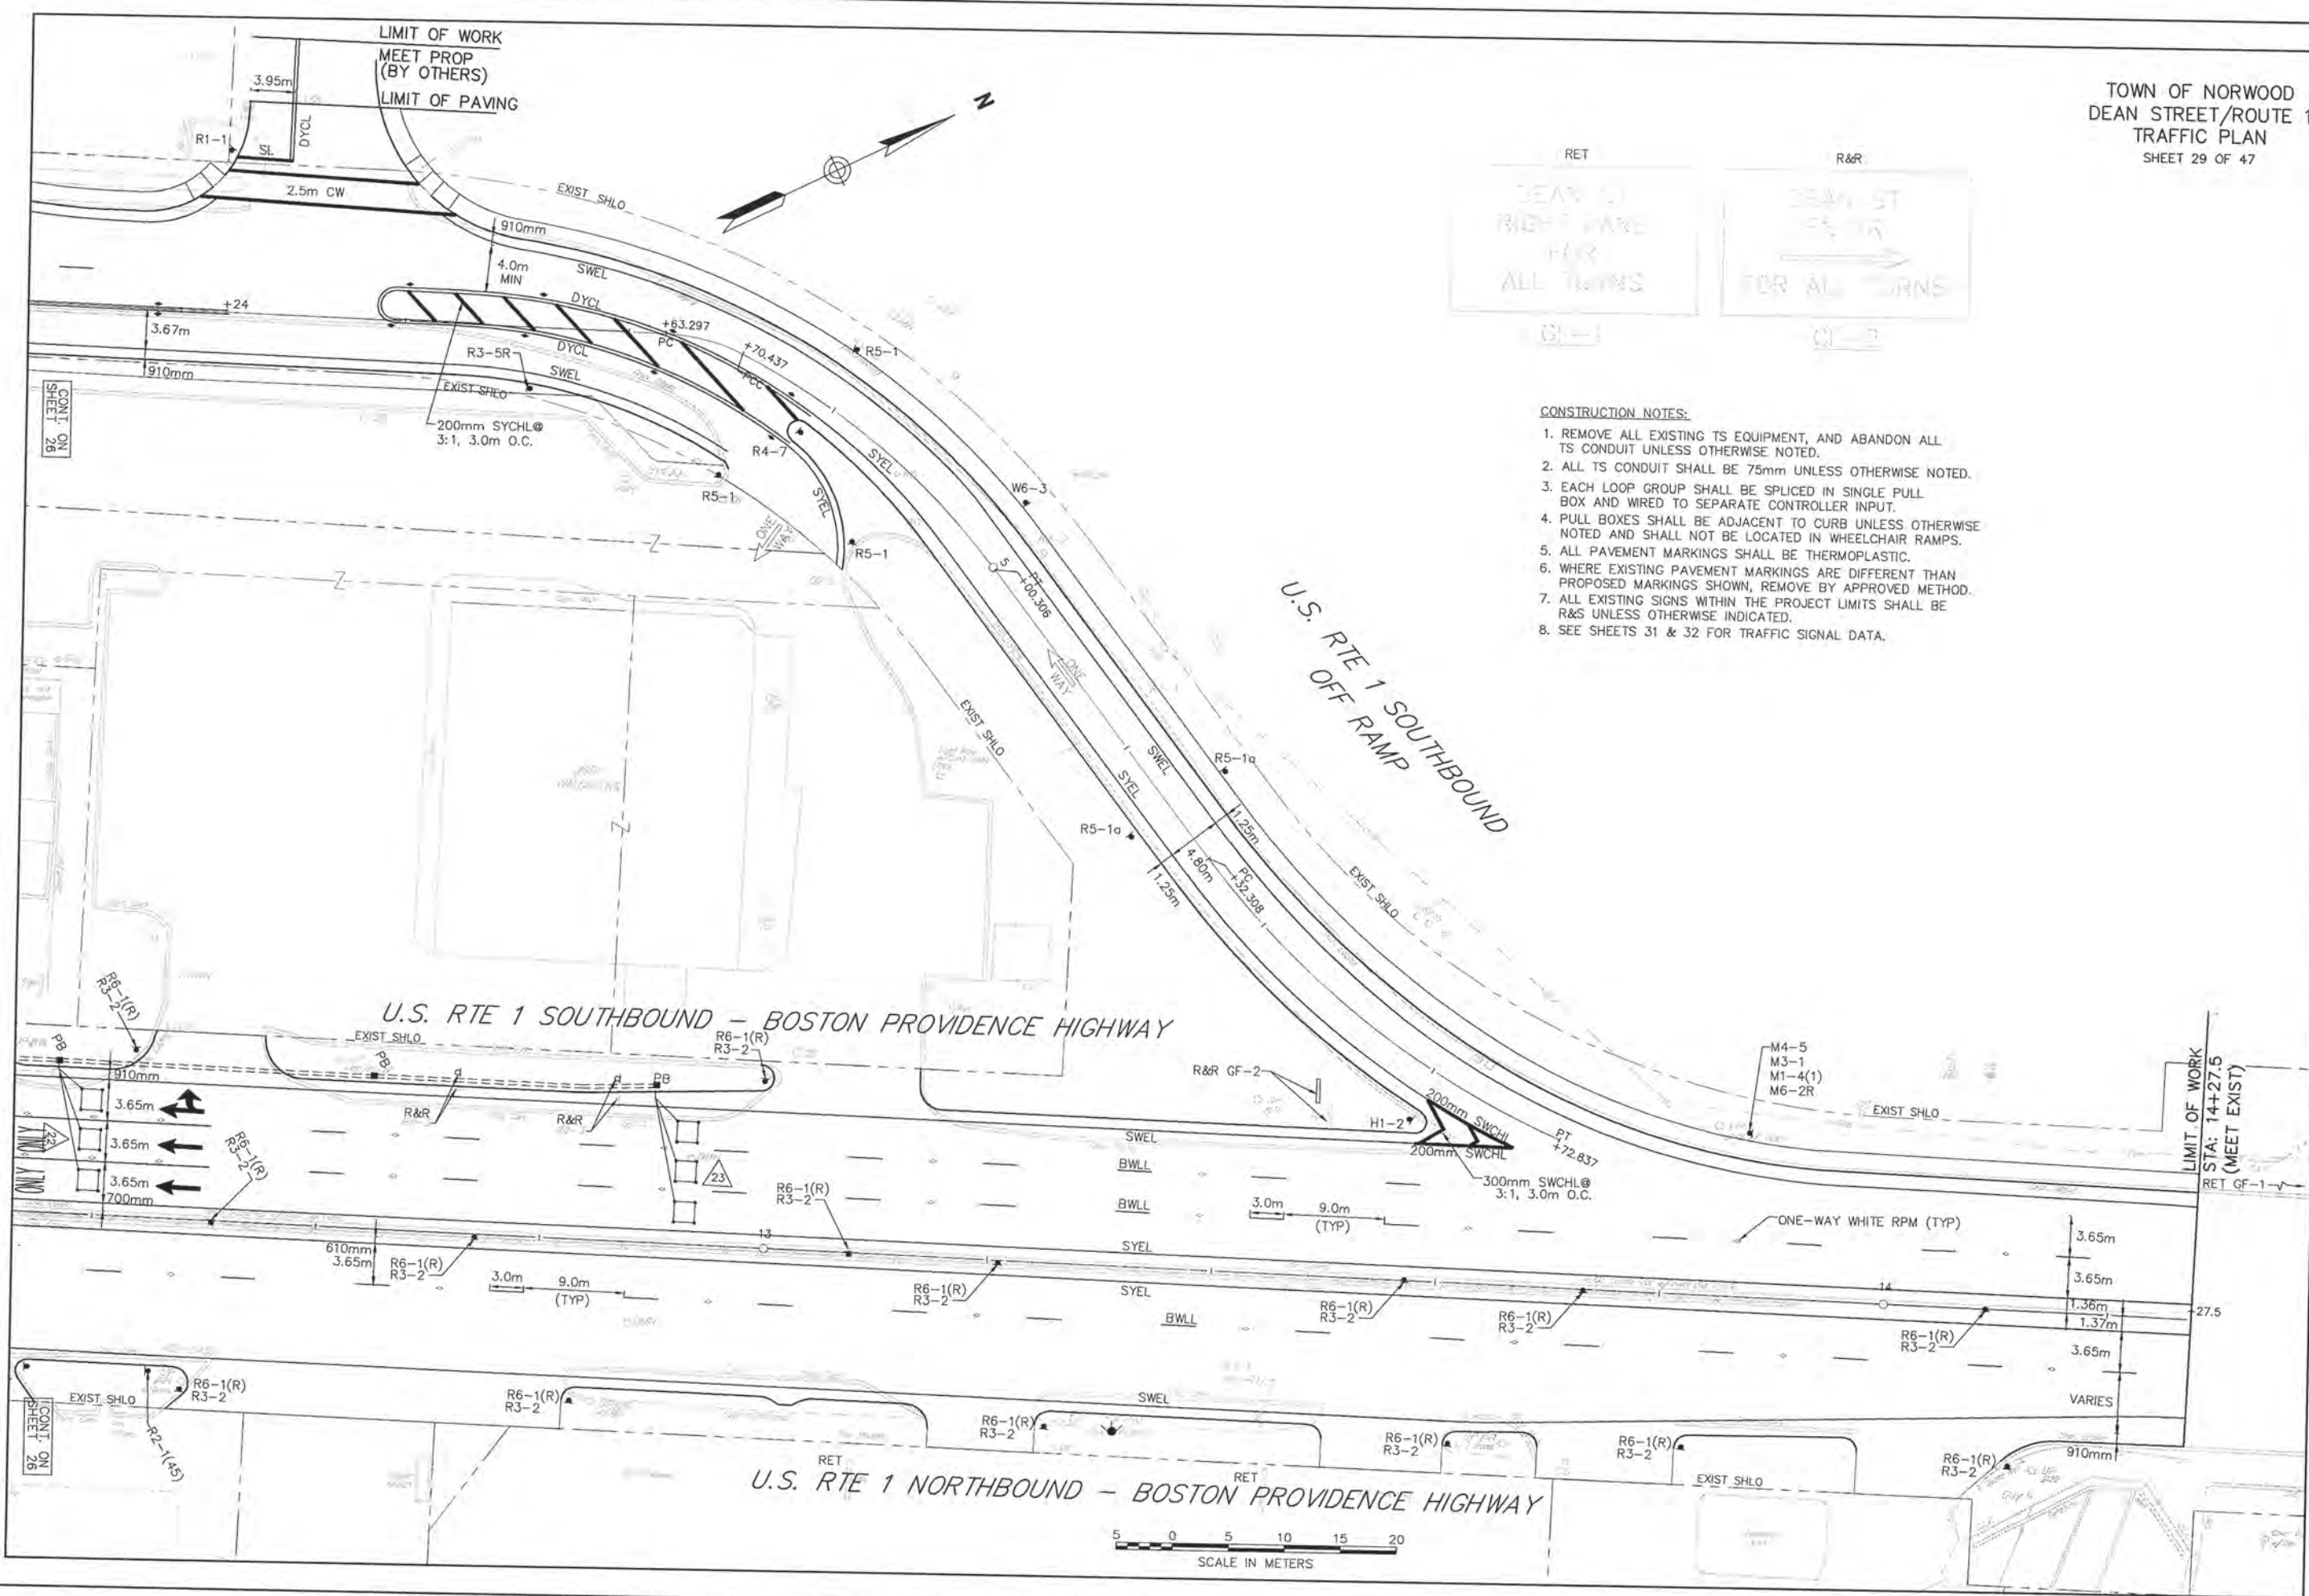 LIMIT OF WORK
MEET PROP
(BY OTHERS)
LIMIT OF PAVING
3.95m
DYCL
R1-1
SL
2.5m CW
EXIST SHLO
N
TOWN OF NORWOOD
DEAN STREET/ROUTE 1
TRAFFIC PLAN
SHEET 29 OF 47
RET
R&R
DEAN ST
RIGHT LANE
FOR
ALL TURNS
DEAN ST
FOR ALL TURNS
CONSTRUCTION NOTES:
1. REMOVE ALL EXISTING TS EQUIPMENT, AND ABANDON ALL
TS CONDUIT UNLESS OTHERWISE NOTED.
2. ALL TS CONDUIT SHALL BE 75mm UNLESS OTHERWISE NOTED.
3. EACH LOOP GROUP SHALL BE SPLICED IN SINGLE PULL
BOX AND WIRED TO SEPARATE CONTROLLER INPUT.
4. PULL BOXES SHALL BE ADJACENT TO CURB UNLESS OTHERWISE
NOTED AND SHALL NOT BE LOCATED IN WHEELCHAIR RAMPS.
5. ALL PAVEMENT MARKINGS SHALL BE THERMOPLASTIC.
6. WHERE EXISTING PAVEMENT MARKINGS ARE DIFFERENT THAN
PROPOSED MARKINGS SHOWN, REMOVE BY APPROVED METHOD.
7. ALL EXISTING SIGNS WITHIN THE PROJECT LIMITS SHALL BE
R&S UNLESS OTHERWISE INDICATED.
8. SEE SHEETS 31 & 32 FOR TRAFFIC SIGNAL DATA.
910mm
4.0m
MIN
SWEL
DYCL
+24
3.67m
910mm
+63.297
PC
+70.437
PCC
R5-1
DYCL
R3-5R
SWEL
EXIST SHLO
CONT. ON
SHEET 26
200mm SYCHL@
3:1, 3.0m O.C.
R4-7
SYEL
R5-1
SYEL
ONE
WAY
R5-1
W6-3
5
PT
+00.306
ONE
WAY
EXIST SHLO
U.S. RTE 1 SOUTHBOUND
OFF RAMP
SWEL
SYEL
R5-1a
R5-1a
1.25m
4.80m
1.25m
PC
+32.308
EXIST SHLO
U.S. RTE 1 SOUTHBOUND – BOSTON PROVIDENCE HIGHWAY
R6-1(R)
R3-2
EXIST SHLO
PB
PB
PB
R6-1(R)
R3-2
910mm
3.65m
3.65m
3.65m
700mm
ONLY
ONLY
22
R&R
R&R
R6-1(R)
R3-2
23
R&R GF-2
H1-2
200mm SWCHL
200mm SWCHL
300mm SWCHL@
3:1, 3.0m O.C.
PT
+72.837
M4-5
M3-1
M1-4(1)
M6-2R
EXIST SHLO
LIMIT OF WORK
STA: 14+27.5
(MEET EXIST)
RET GF-1
SWEL
BWLL
BWLL
3.0m
9.0m
(TYP)
ONE-WAY WHITE RPM (TYP)
R6-1(R)
R3-2
13
SYEL
610mm
3.65m
R6-1(R)
R3-2
3.0m
9.0m
(TYP)
R6-1(R)
R3-2
SYEL
BWLL
R6-1(R)
R3-2
R6-1(R)
R3-2
14
R6-1(R)
R3-2
3.65m
3.65m
1.36m
1.37m
27.5
3.65m
VARIES
910mm
EXIST SHLO
CONT. ON
SHEET 26
R2-1(45)
R6-1(R)
R3-2
R6-1(R)
R3-2
SWEL
R6-1(R)
R3-2
R6-1(R)
R3-2
R6-1(R)
R3-2
R6-1(R)
R3-2
RET
RET
EXIST SHLO
U.S. RTE 1 NORTHBOUND – BOSTON PROVIDENCE HIGHWAY
5 0 5 10 15 20
SCALE IN METERS